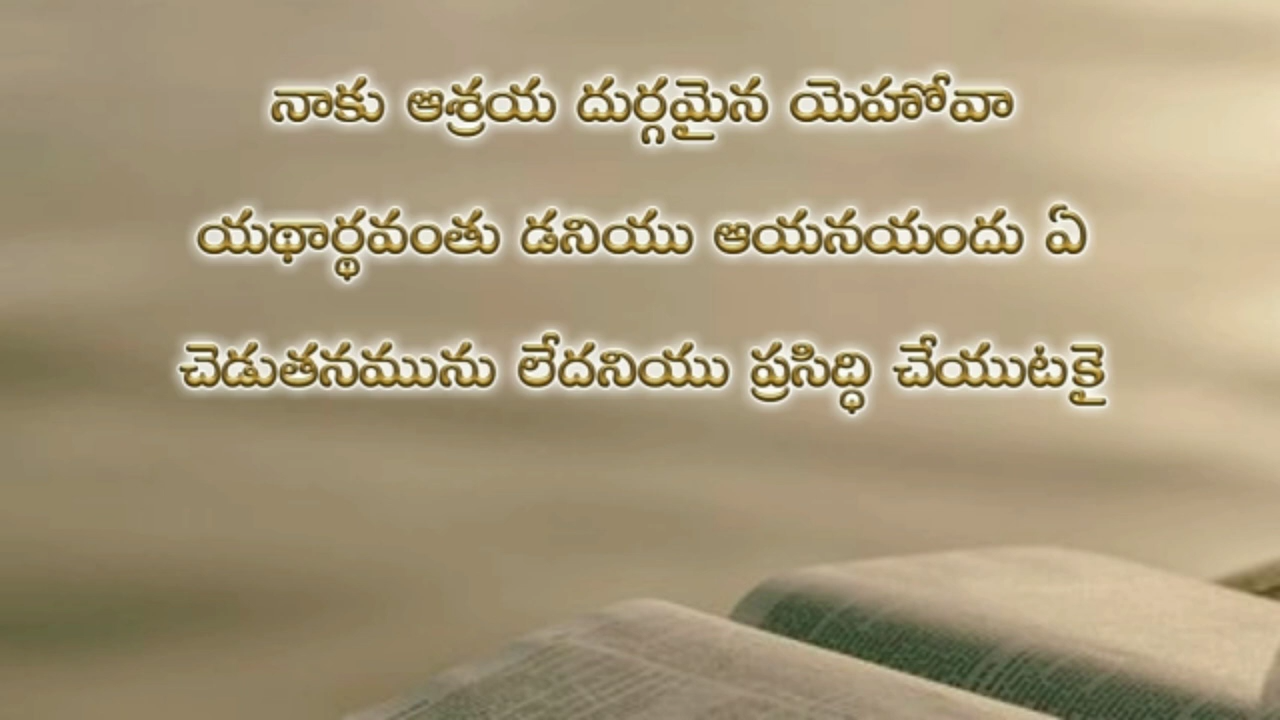 నాకు ఆశ్రయ దుర్గమైన యెహోవా
యథార్థవంతు డనియు ఆయనయందు ఏ
చెడుతనమును లేదనియు ప్రసిద్ధి చేయుటకై